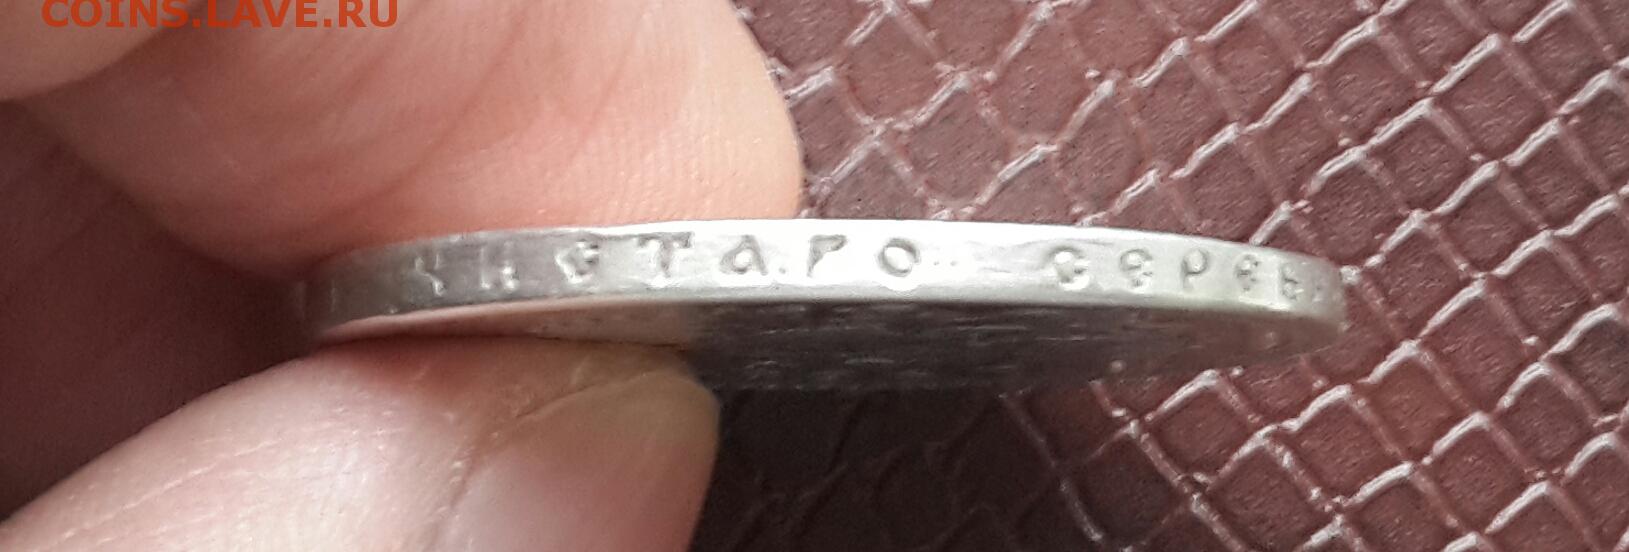 COINS.LAVE.RU
ЧИСТАГО СЕРЕБ